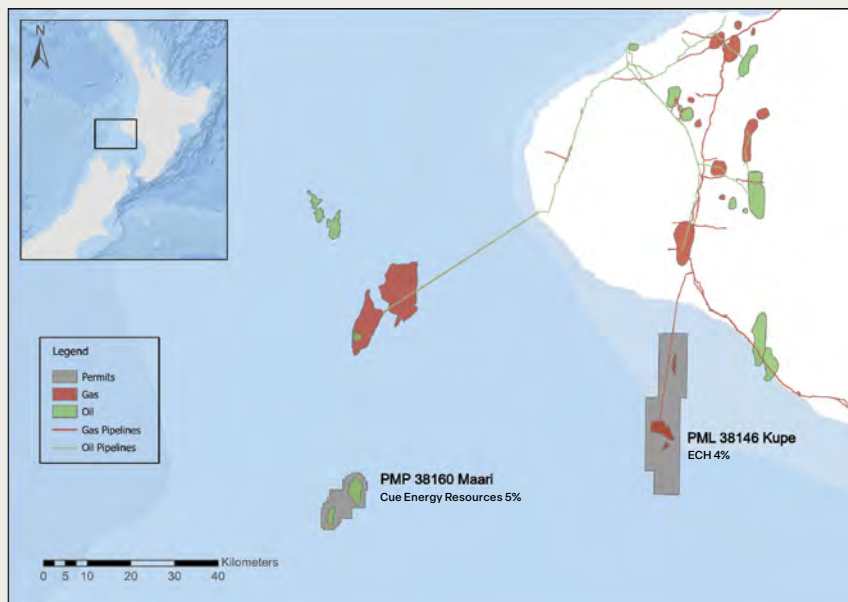 N
Legend
Permits
Gas
Oil
Gas Pipelines
Oil Pipelines
PML 38146 Kupe
ECH 4%
PMP 38160 Maari
Cue Energy Resources 5%
Kilometers
0 5 10 20 30 40